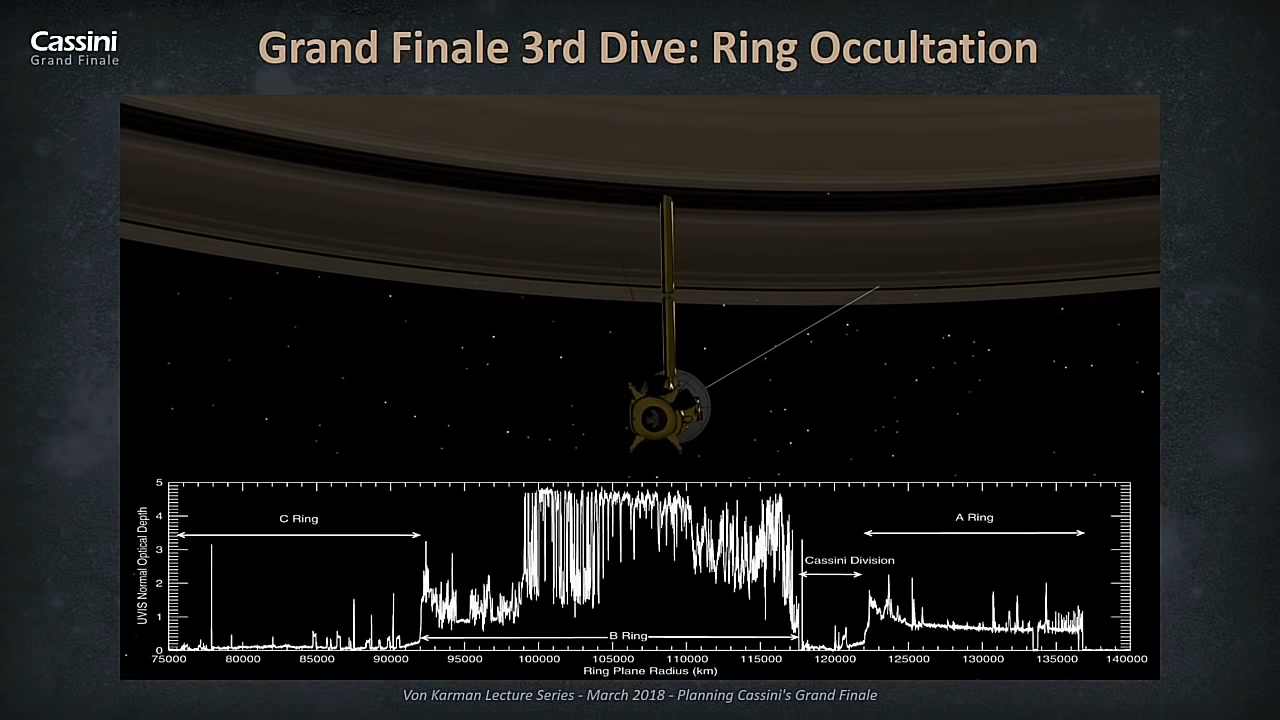 Cassini
Grand Finale
Grand Finale 3rd Dive: Ring Occultation
UVIS Normal Optical Depth
5
4
3
2
1
0
C Ring
B Ring
Cassini Division
A Ring
75000 80000 85000 90000 95000 100000 105000 110000 115000 120000 125000 130000 135000 140000
Ring Plane Radius (km)
Von Karman Lecture Series - March 2018 - Planning Cassini's Grand Finale